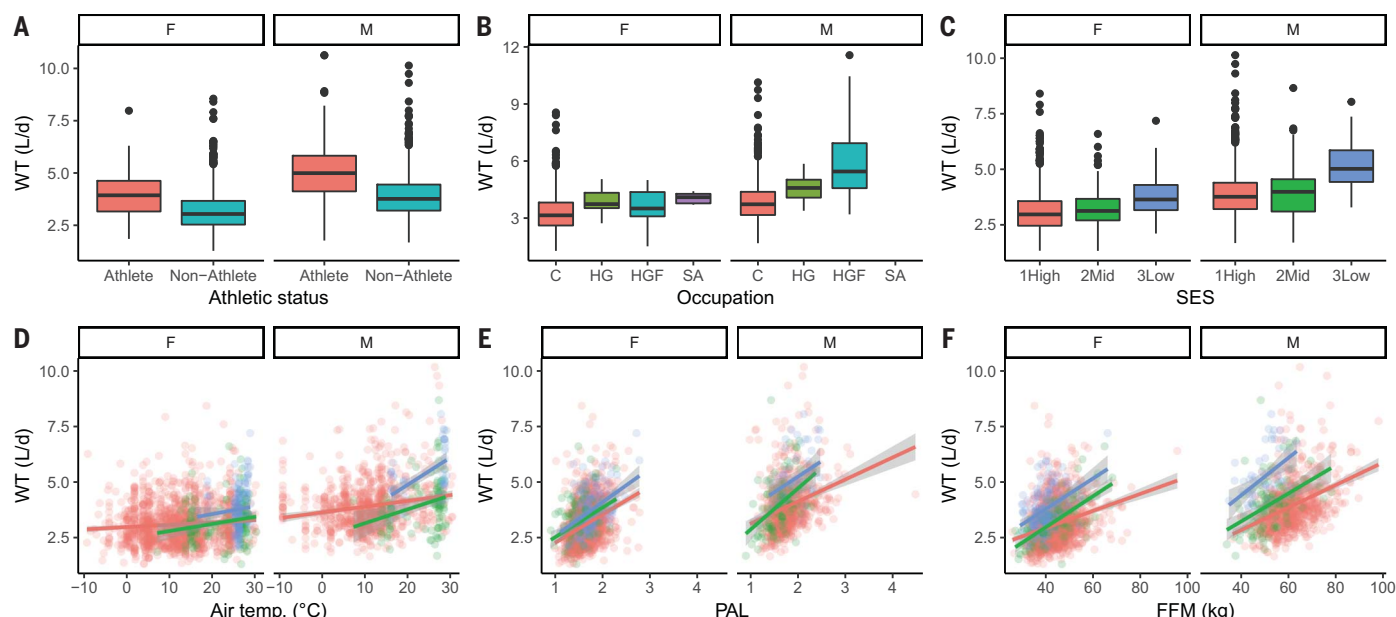 A
F
M
WT (L/d)
10.0
7.5
5.0
2.5
Athlete Non−Athlete Athlete Non−Athlete
Athletic status
B
F
M
WT (L/d)
12
9
6
3
C HG HGF SA C HG HGF SA
Occupation
C
F
M
WT (L/d)
10.0
7.5
5.0
2.5
1High 2Mid 3Low 1High 2Mid 3Low
SES
D
F
M
WT (L/d)
10.0
7.5
5.0
2.5
−10 0 10 20 30 −10 0 10 20 30
Air temp. (°C)
E
F
M
WT (L/d)
10.0
7.5
5.0
2.5
1 2 3 4 1 2 3 4
PAL
F
F
M
WT (L/d)
10.0
7.5
5.0
2.5
40 60 80 100 40 60 80 100
FFM (kg)